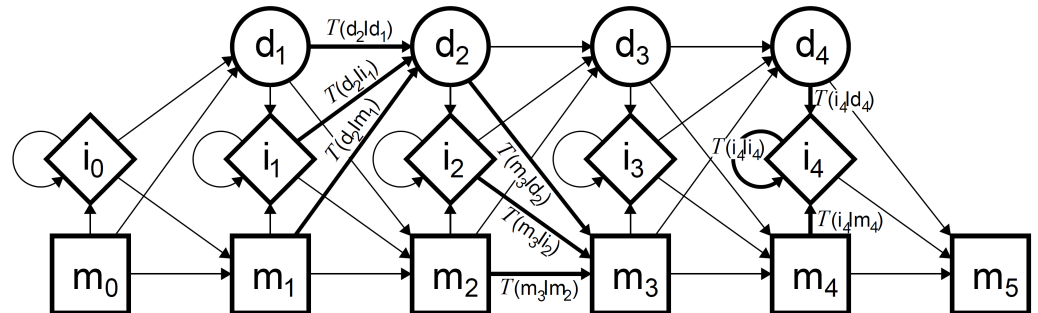 d₁ T(d₂|d₁) d₂ d₃ d₄
T(d₂|i₁)
T(d₂|m₁)
T(i₄|d₄)
i₀ i₁ i₂ i₃ T(i₄|i₄) i₄
T(m₃|d₂)
T(m₃|i₂)
T(i₄|m₄)
m₀ m₁ m₂ T(m₃|m₂) m₃ m₄ m₅